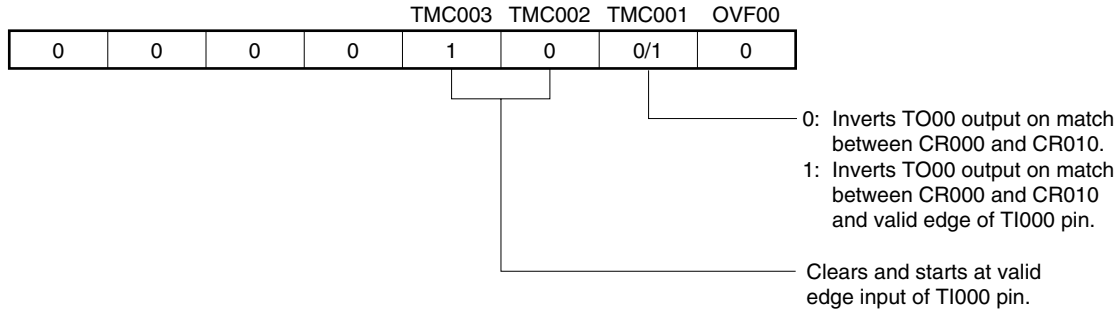 TMC003 TMC002 TMC001 OVF00
0 0 0 0 1 0 0/1 0
0: Inverts TO00 output on match
between CR000 and CR010.
1: Inverts TO00 output on match
between CR000 and CR010
and valid edge of TI000 pin.
Clears and starts at valid
edge input of TI000 pin.